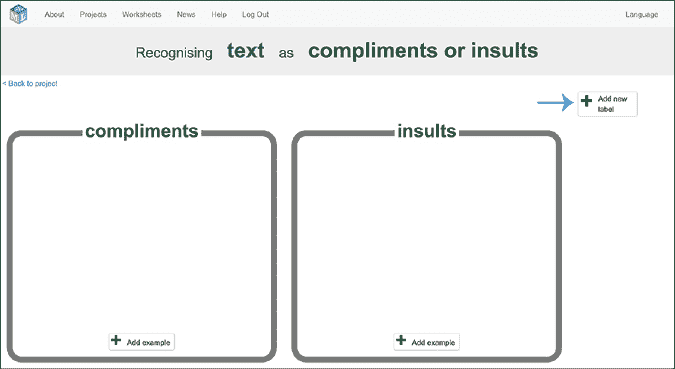 About Projects Worksheets News Help Log Out Language
Recognising text as compliments or insults
< Back to project
Add new
label
compliments insults
Add example Add example